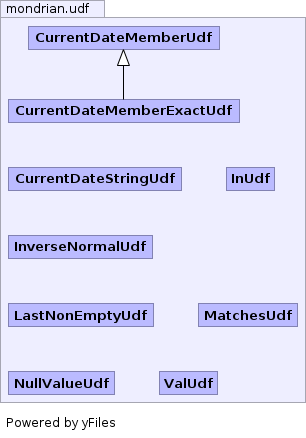 mondrian.udf
CurrentDateMemberUdf
CurrentDateMemberExactUdf
CurrentDateStringUdf InUdf
InverseNormalUdf
LastNonEmptyUdf MatchesUdf
NullValueUdf ValUdf
Powered by yFiles